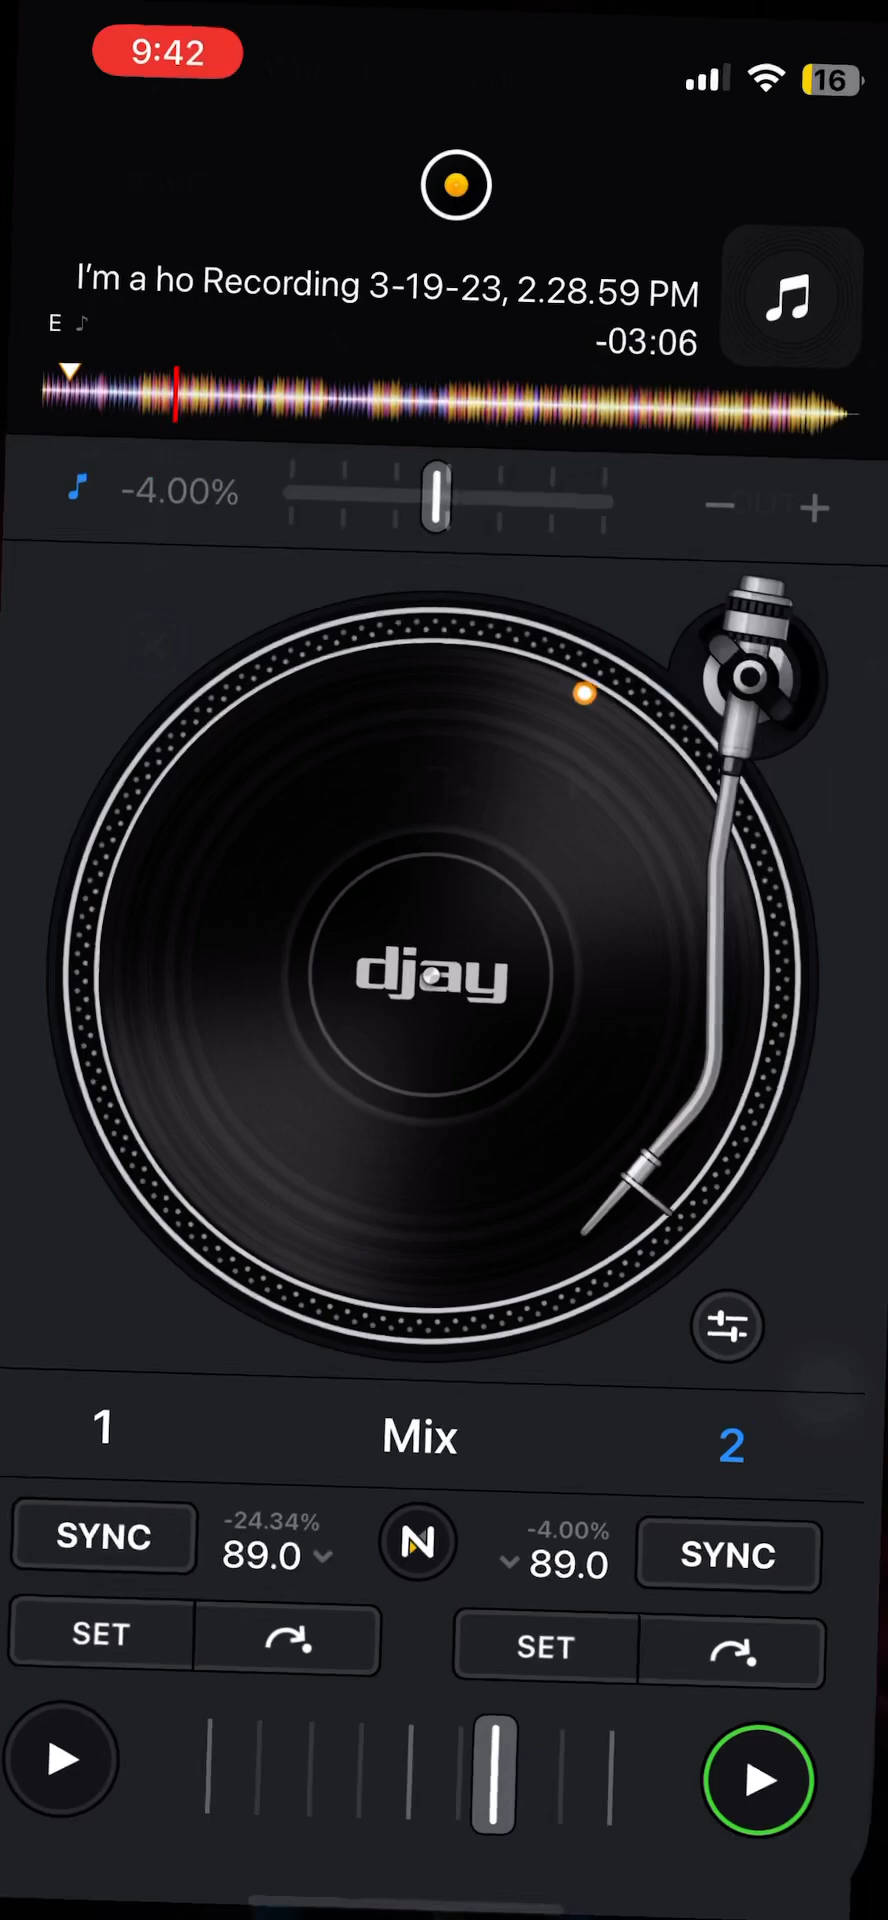 9:42
16
I'm a ho Recording 3-19-23, 2.28.59 PM
E
-03:06
-4.00%
OUT
djay
1 Mix 2
SYNC -24.34% 89.0 N -4.00% 89.0 SYNC
SET SET